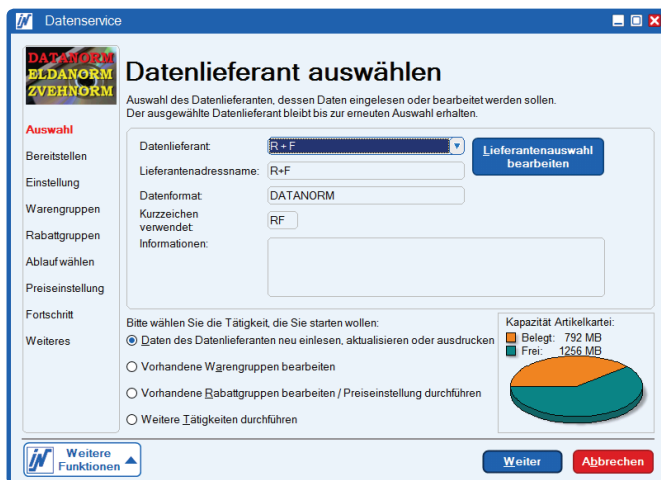 Datenservice
DATANORM
ELDANORM
ZVEHNORM
Datenlieferant auswählen
Auswahl des Datenlieferanten, dessen Daten eingelesen oder bearbeitet werden sollen.
Der ausgewählte Datenlieferant bleibt bis zur erneuten Auswahl erhalten.
Auswahl
Bereitstellen
Einstellung
Warengruppen
Rabattgruppen
Ablauf wählen
Preiseinstellung
Fortschritt
Weiteres
Datenlieferant: R + F
Lieferantenauswahl
bearbeiten
Lieferantenadressname: R+F
Datenformat: DATANORM
Kurzzeichen
verwendet: RF
Informationen:
Bitte wählen Sie die Tätigkeit, die Sie starten wollen:
Daten des Datenlieferanten neu einlesen, aktualisieren oder ausdrucken
Vorhandene Warengruppen bearbeiten
Vorhandene Rabattgruppen bearbeiten / Preiseinstellung durchführen
Weitere Tätigkeiten durchführen
Kapazität Artikelkartei:
Belegt: 792 MB
Frei: 1256 MB
Weitere
Funktionen
Weiter
Abbrechen